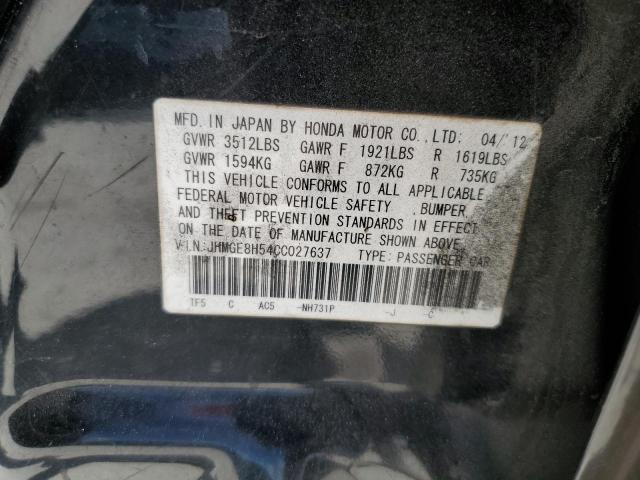 MFD. IN JAPAN BY HONDA MOTOR CO.,LTD: 04/'12
GVWR 3512LBS GAWR F 1921LBS R 1619LBS
GVWR 1594KG GAWR F 872KG R 735KG
THIS VEHICLE CONFORMS TO ALL APPLICABLE
FEDERAL MOTOR VEHICLE SAFETY ,BUMPER,
AND THEFT PREVENTION STANDARDS IN EFFECT
ON THE DATE OF MANUFACTURE SHOWN ABOVE.
V.I.N:JHMGE8H54CC027637 TYPE: PASSENGER CAR
TF5 C AC5 -NH731P -J -C